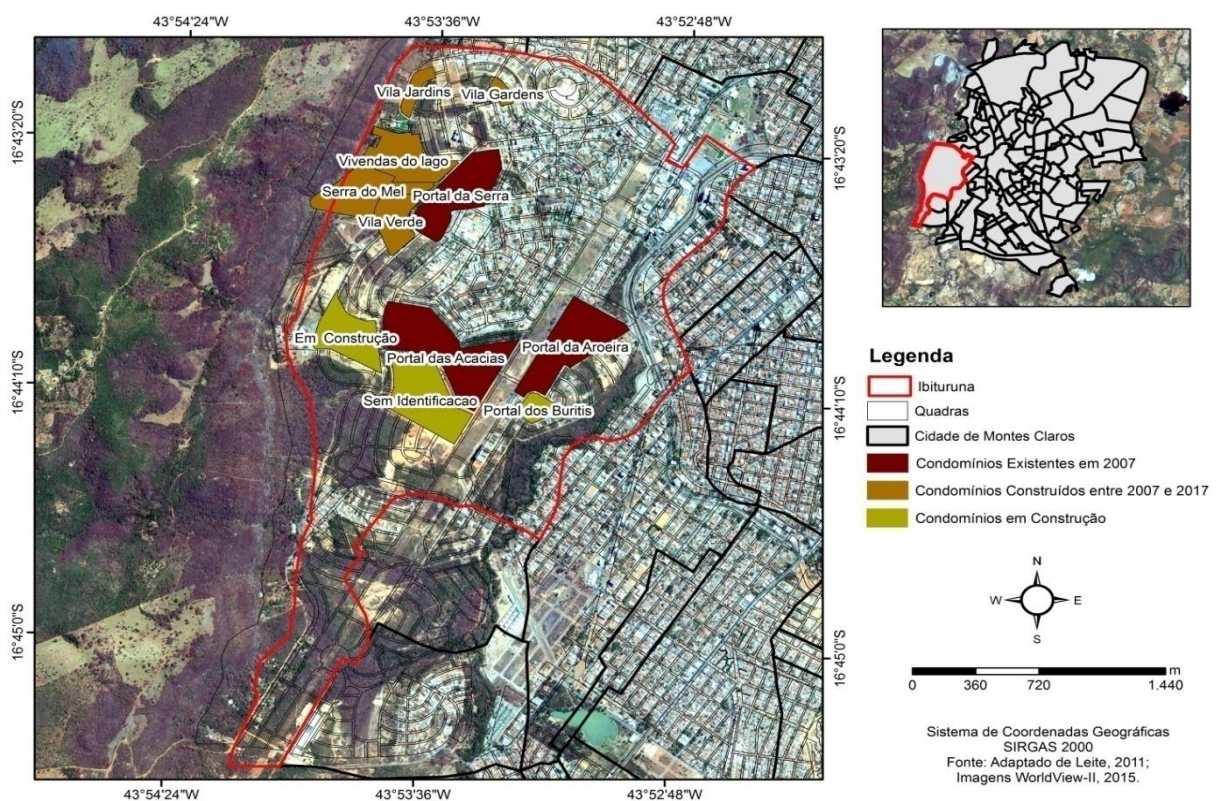 43°54'24"W
43°53'36"W
42°52'48"W
16°43'20"S
16°44'10"S
16°45'0"S
Vila Jardins
Vila Gardens
Vivendas do lago
Serra do Mel
Portal da Serra
Vila Verde
Em Construção
Portal das Acacias
Portal da Aroeira
Sem Identificacao
Portal dos Buritis
16°43'20"S
16°44'10"S
16°45'0"S
43°54'24"W
43°53'36"W
43°52'48"W
Legenda
Ibituruna
Quadras
Cidade de Montes Claros
Condomínios Existentes em 2007
Condomínios Construídos entre 2007 e 2017
Condomínios em Construção
N
W
E
S
m
0
360
720
1.440
Sistema de Coordenadas Geográficas
SIRGAS 2000
Fonte: Adaptado de Leite, 2011;
Imagens WorldView-II, 2015.